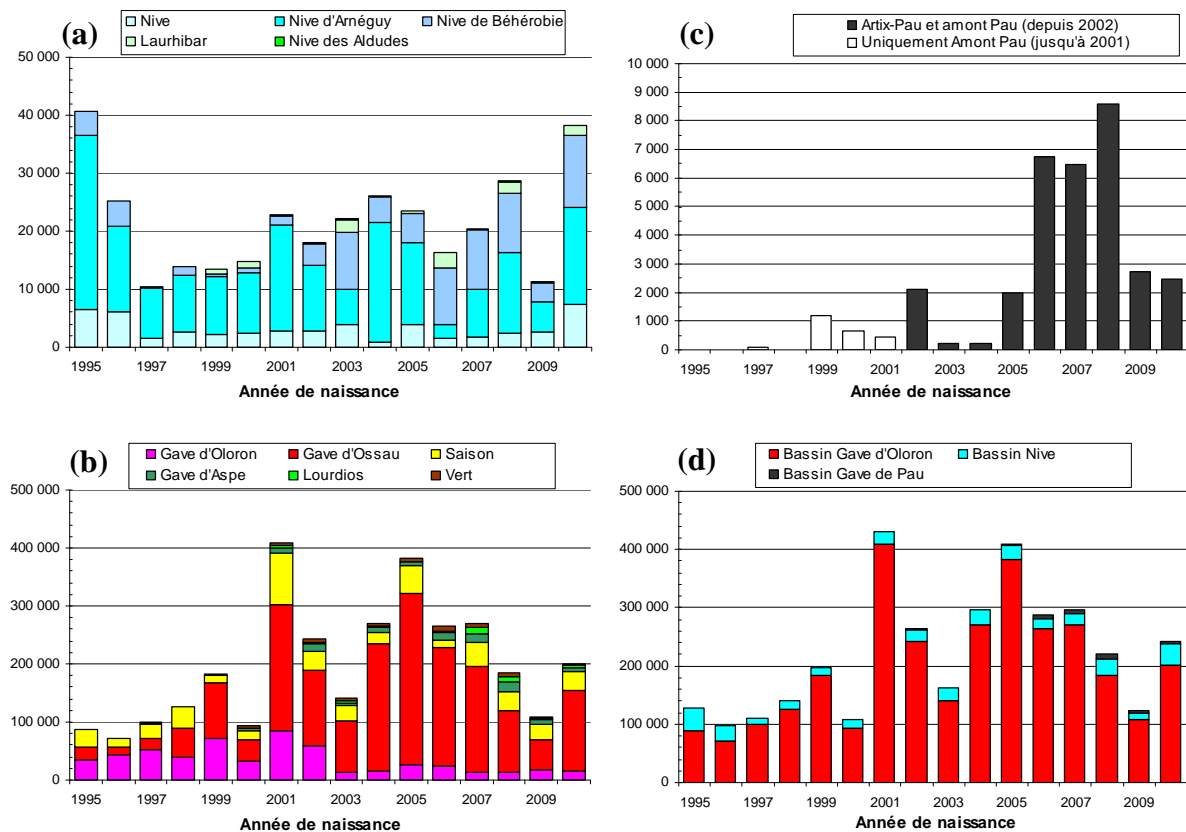 (a)
Nive Nive d'Arnéguy Nive de Béhérobie
Laurhibar Nive des Aldudes
50 000
40 000
30 000
20 000
10 000
0
1995 1997 1999 2001 2003 2005 2007 2009
Année de naissance
(c)
Artix-Pau et amont Pau (depuis 2002)
Uniquement Amont Pau (jusqu'à 2001)
10 000
9 000
8 000
7 000
6 000
5 000
4 000
3 000
2 000
1 000
0
1995 1997 1999 2001 2003 2005 2007 2009
Année de naissance
(b)
Gave d'Oloron Gave d'Ossau Saison
Gave d'Aspe Lourdios Vert
500 000
400 000
300 000
200 000
100 000
0
1995 1997 1999 2001 2003 2005 2007 2009
Année de naissance
(d)
Bassin Gave d'Oloron Bassin Nive
Bassin Gave de Pau
500 000
400 000
300 000
200 000
100 000
0
1995 1997 1999 2001 2003 2005 2007 2009
Année de naissance